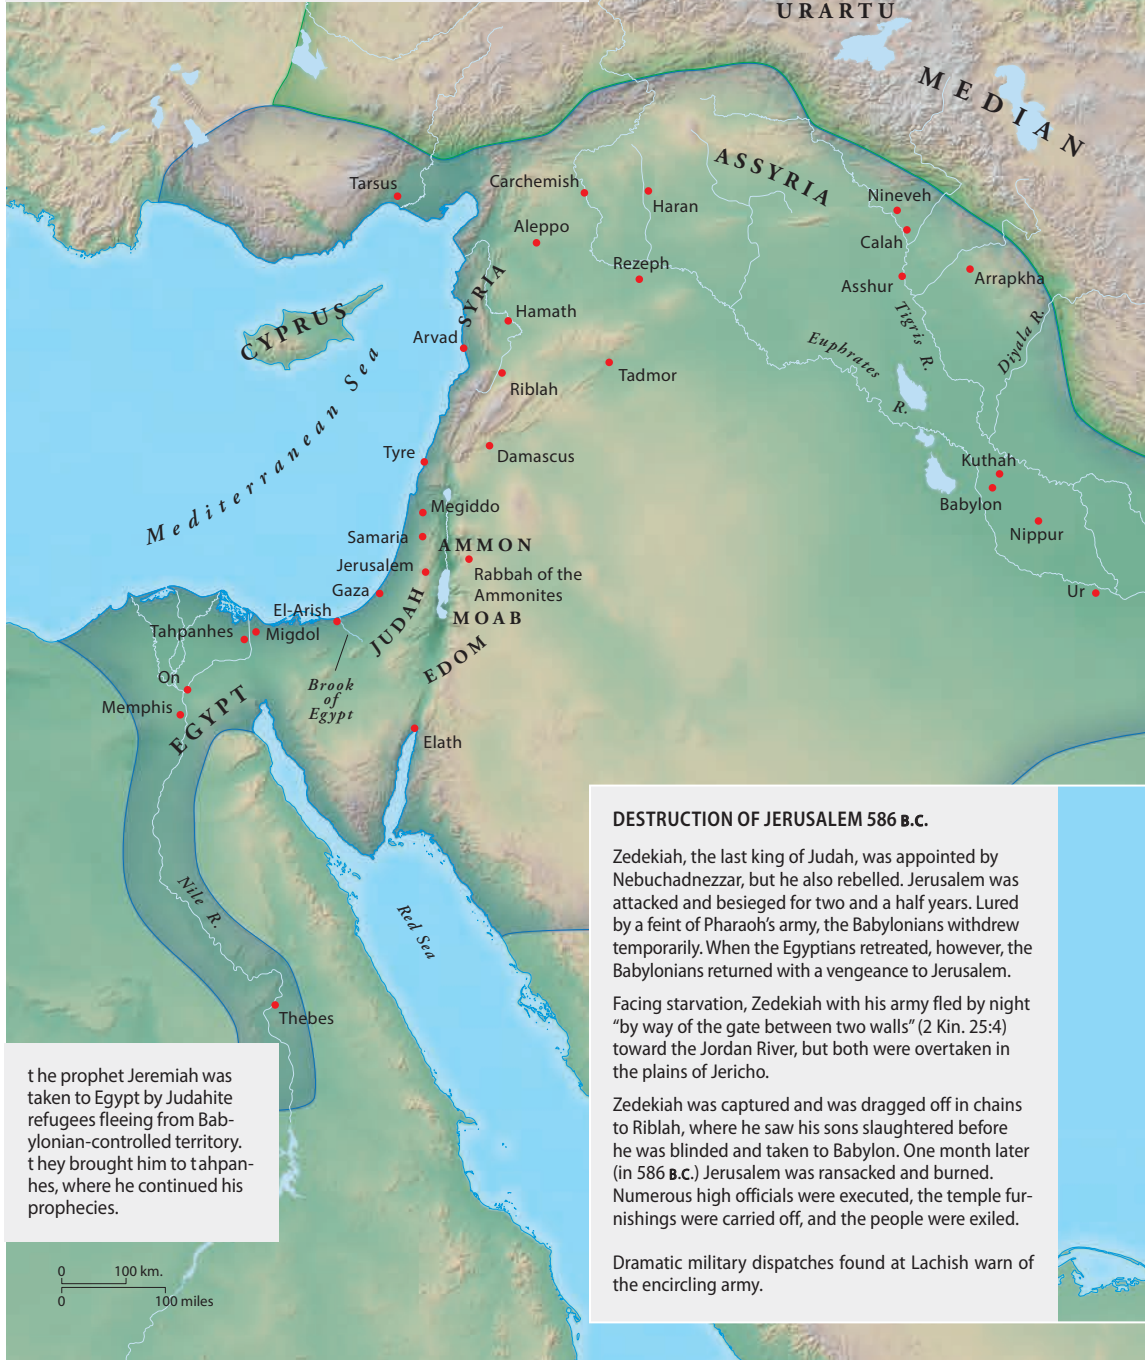 URARTU
MEDIAN
ASSYRIA
Tarsus
Carchemish
Haran
Nineveh
Aleppo
Calah
Rezeph
Asshur
Arrapkha
SYRIA
CYPRUS
Hamath
Arvad
Tigris R.
Diyala R.
Euphrates
R.
Riblah
Tadmor
Mediterranean Sea
Tyre
Damascus
Kuthah
Babylon
Megiddo
Nippur
Samaria
AMMON
Jerusalem
Rabbah of the
Ammonites
Gaza
Ur
El-Arish
JUDAH
MOAB
Tahpanhes
Migdol
EDOM
On
Brook
of
Egypt
Memphis
EGYPT
Elath
Nile R.
Red Sea
Thebes
t he prophet Jeremiah was
taken to Egypt by Judahite
refugees fleeing from Bab-
ylonian-controlled territory.
t hey brought him to t ahpan-
hes, where he continued his
prophecies.
0 100 km.
0 100 miles
DESTRUCTION OF JERUSALEM 586 B.C.
Zedekiah, the last king of Judah, was appointed by
Nebuchadnezzar, but he also rebelled. Jerusalem was
attacked and besieged for two and a half years. Lured
by a feint of Pharaoh’s army, the Babylonians withdrew
temporarily. When the Egyptians retreated, however, the
Babylonians returned with a vengeance to Jerusalem.
Facing starvation, Zedekiah with his army fled by night
“by way of the gate between two walls” (2 Kin. 25:4)
toward the Jordan River, but both were overtaken in
the plains of Jericho.
Zedekiah was captured and was dragged off in chains
to Riblah, where he saw his sons slaughtered before
he was blinded and taken to Babylon. One month later
(in 586 B.C.) Jerusalem was ransacked and burned.
Numerous high officials were executed, the temple fur-
nishings were carried off, and the people were exiled.
Dramatic military dispatches found at Lachish warn of
the encircling army.